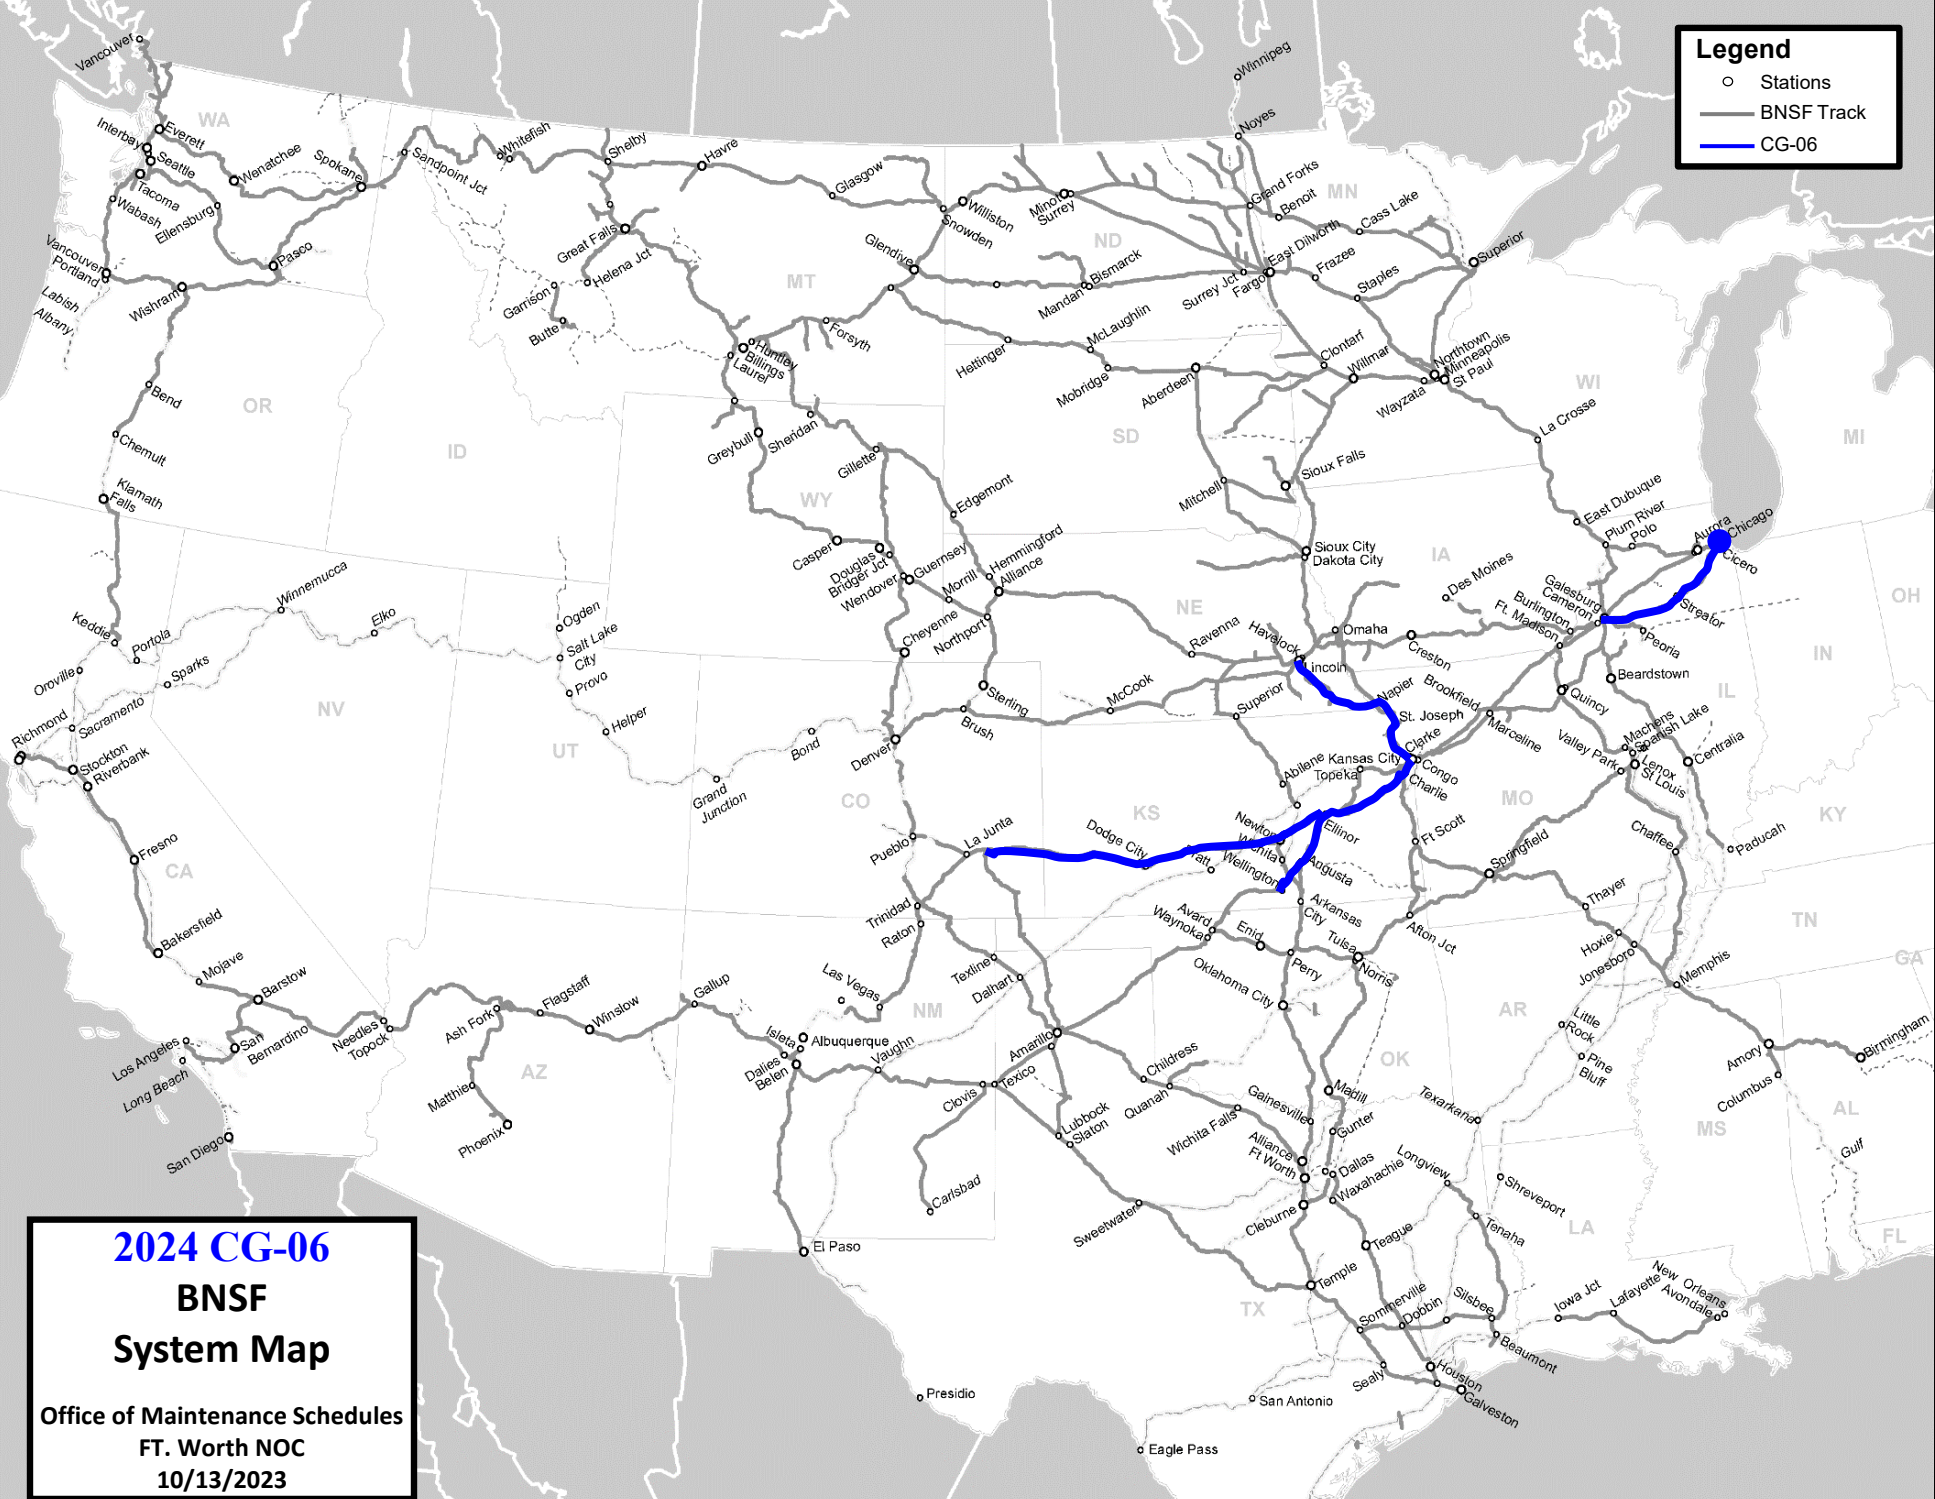 Legend
Stations
BNSF Track
CG-06
Vancouver
WA
Interbay
Everett
Seattle
Tacoma
Wabash
Wenatchee
Ellensburg
Spokane
Sandpoint Jct
Whitefish
Shelby
Havre
Glasgow
Vancouver
Portland
Labish
Albany
Wishram
Pasco
Great Falls
Helena Jct
Garrison
Butte
MT
Glendive
Snowden
Williston
Minot
Surrey
ND
Winnipeg
Noyes
Grand Forks
Benoit
MN
Cass Lake
East Dilworth
Fargo
Surrey Jct
Frazee
Staples
Superior
Mandan
Bismarck
McLaughlin
Hettinger
Mobridge
Aberdeen
Forsyth
Huntley
Billings
Laurel
Clontarf
Willmar
Northtown
Minneapolis
St Paul
Wayzata
WI
La Crosse
MI
Bend
OR
Chemult
Klamath
Falls
ID
Greybull
Sheridan
Gillette
SD
Sioux Falls
Mitchell
WY
Edgemont
Casper
Douglas
Bridger Jct
Wendover
Guernsey
Morrill
Hemmingford
Alliance
Northport
Cheyenne
Sioux City
Dakota City
IA
Des Moines
East Dubuque
Plum River
Polo
Aurora
Chicago
Cicero
Galesburg
Cameron
Burlington
Ft. Madison
Streator
Peoria
OH
IN
IL
NE
Ravenna
Havelock
Omaha
Lincoln
Creston
Beardstown
Keddie
Portola
Oroville
Sparks
Winnemucca
Elko
Ogden
Salt Lake
City
Provo
Helper
Richmond
Sacramento
Stockton
Riverbank
NV
UT
Grand
Junction
Bond
Denver
Brush
Sterling
McCook
Superior
Napier
St. Joseph
Brookfield
Marceline
Quincy
Machens
Spanish Lake
Valley Park
Lenox
St Louis
Centralia
Clarke
Kansas City
Congo
Topeka
Charlie
Abilene
CO
KS
MO
KY
Fresno
CA
Pueblo
La Junta
Dodge City
Newton
Wichita
Pratt
Wellington
Ellinor
Augusta
Ft Scott
Springfield
Chaffee
Paducah
Bakersfield
Mojave
Barstow
Trinidad
Raton
Avard
Waynoka
Enid
Arkansas
City
Perry
Tulsa
Norris
Afton Jct
Thayer
Hoxie
Jonesboro
Memphis
TN
GA
Texline
Dalhart
Las Vegas
NM
Oklahoma City
AR
Los Angeles
Long Beach
San
Bernardino
Needles
Topock
Ash Fork
Flagstaff
Winslow
Gallup
Isleta
Albuquerque
Dalies
Belen
Vaughn
Amarillo
Childress
Quanah
Clovis
Texico
Little
Rock
Pine
Bluff
Amory
Columbus
Birmingham
San Diego
AZ
Matthie
Phoenix
Lubbock
Slaton
Wichita Falls
OK
Madill
Gainesville
Gunter
Texarkana
MS
AL
Gulf
Carlsbad
Alliance
Ft Worth
Dallas
Waxahachie
Longview
Shreveport
Sweetwater
Cleburne
Teague
Tenaha
LA
FL
El Paso
Temple
TX
Sommerville
Dobbin
Silsbee
Iowa Jct
Lafayette
New Orleans
Avondale
Beaumont
Sealy
Houston
Galveston
Presidio
San Antonio
Eagle Pass
2024 CG-06
BNSF
System Map
Office of Maintenance Schedules
FT. Worth NOC
10/13/2023